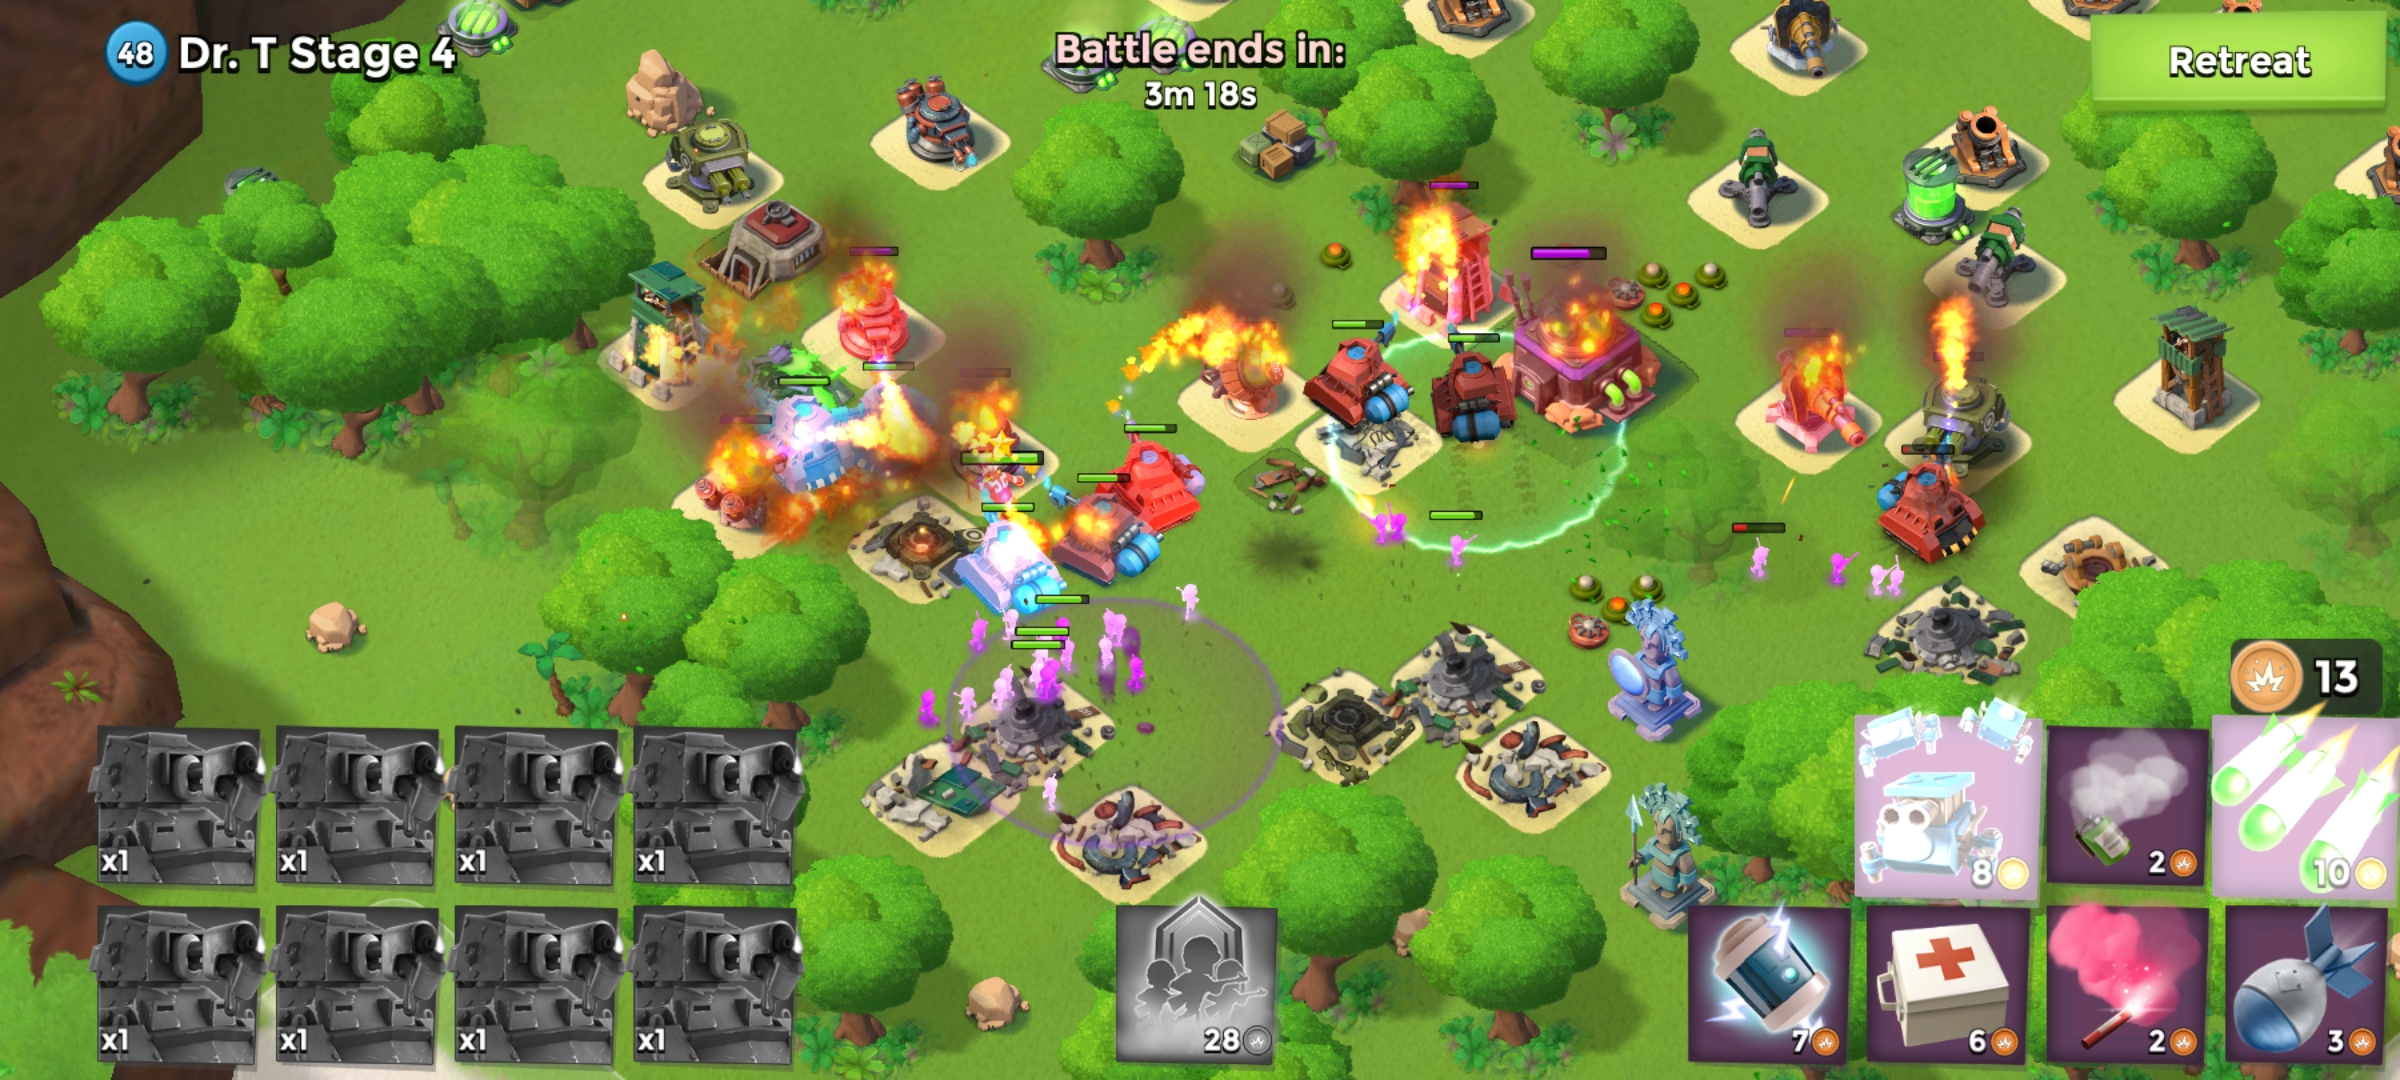 48 Dr. T Stage 4
Battle ends in:
3m 18s
Retreat
13
x1 x1 x1 x1
8 2 10
x1 x1 x1 x1
28
7 6 2 3